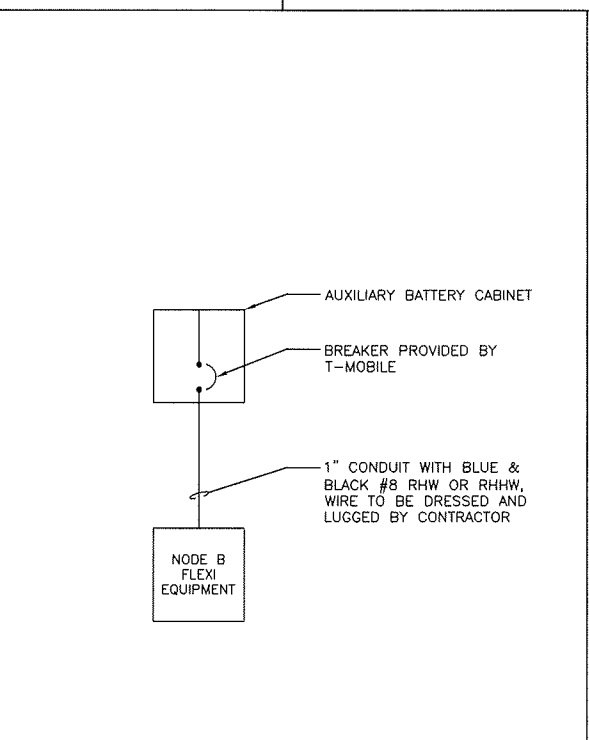 AUXILIARY BATTERY CABINET
BREAKER PROVIDED BY
T-MOBILE
1" CONDUIT WITH BLUE &
BLACK #8 RHW OR RHHW,
WIRE TO BE DRESSED AND
LUGGED BY CONTRACTOR
NODE B
FLEXI
EQUIPMENT